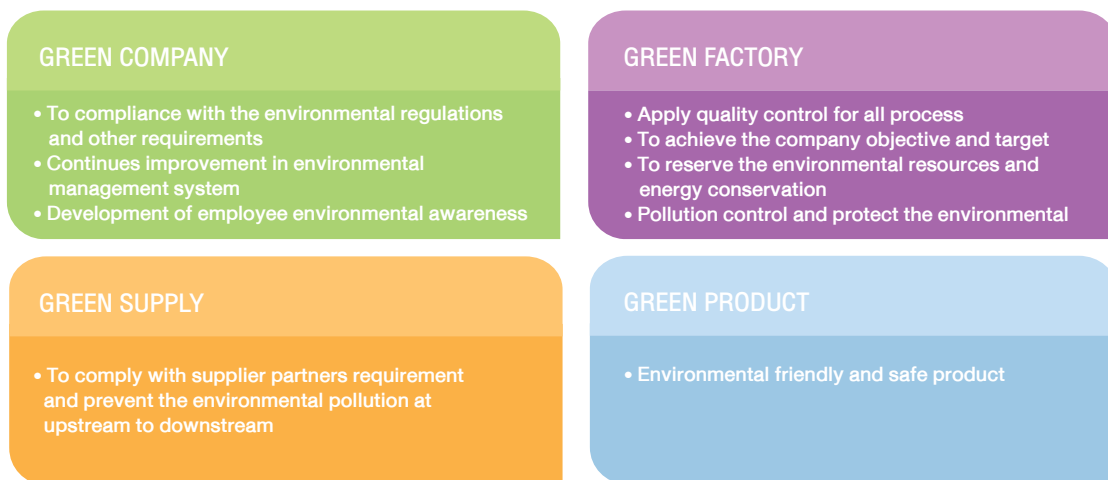 GREEN COMPANY
• To compliance with the environmental regulations
and other requirements
• Continues improvement in environmental
management system
• Development of employee environmental awareness
GREEN FACTORY
• Apply quality control for all process
• To achieve the company objective and target
• To reserve the environmental resources and
energy conservation
• Pollution control and protect the environmental
GREEN SUPPLY
• To comply with supplier partners requirement
and prevent the environmental pollution at
upstream to downstream
GREEN PRODUCT
• Environmental friendly and safe product